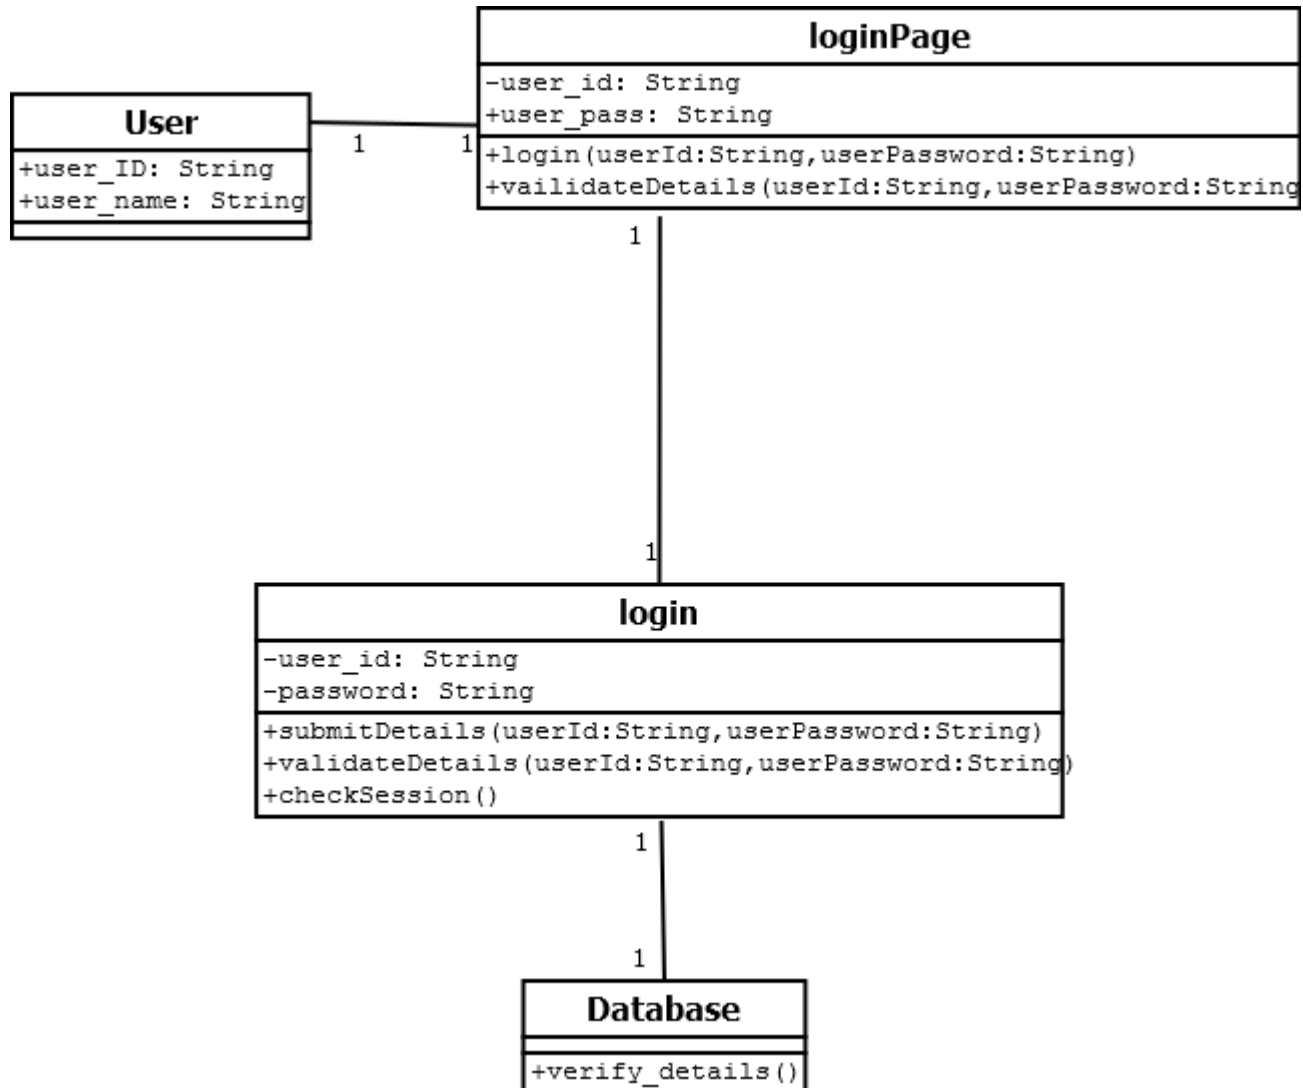 loginPage
-user_id: String
+user_pass: String
+login(userId:String,userPassword:String)
+vailidateDetails(userId:String,userPassword:String
User
+user_ID: String
+user_name: String
1
1
1
1
login
-user_id: String
-password: String
+submitDetails(userId:String,userPassword:String)
+validateDetails(userId:String,userPassword:String)
+checkSession()
1
1
Database
+verify_details()